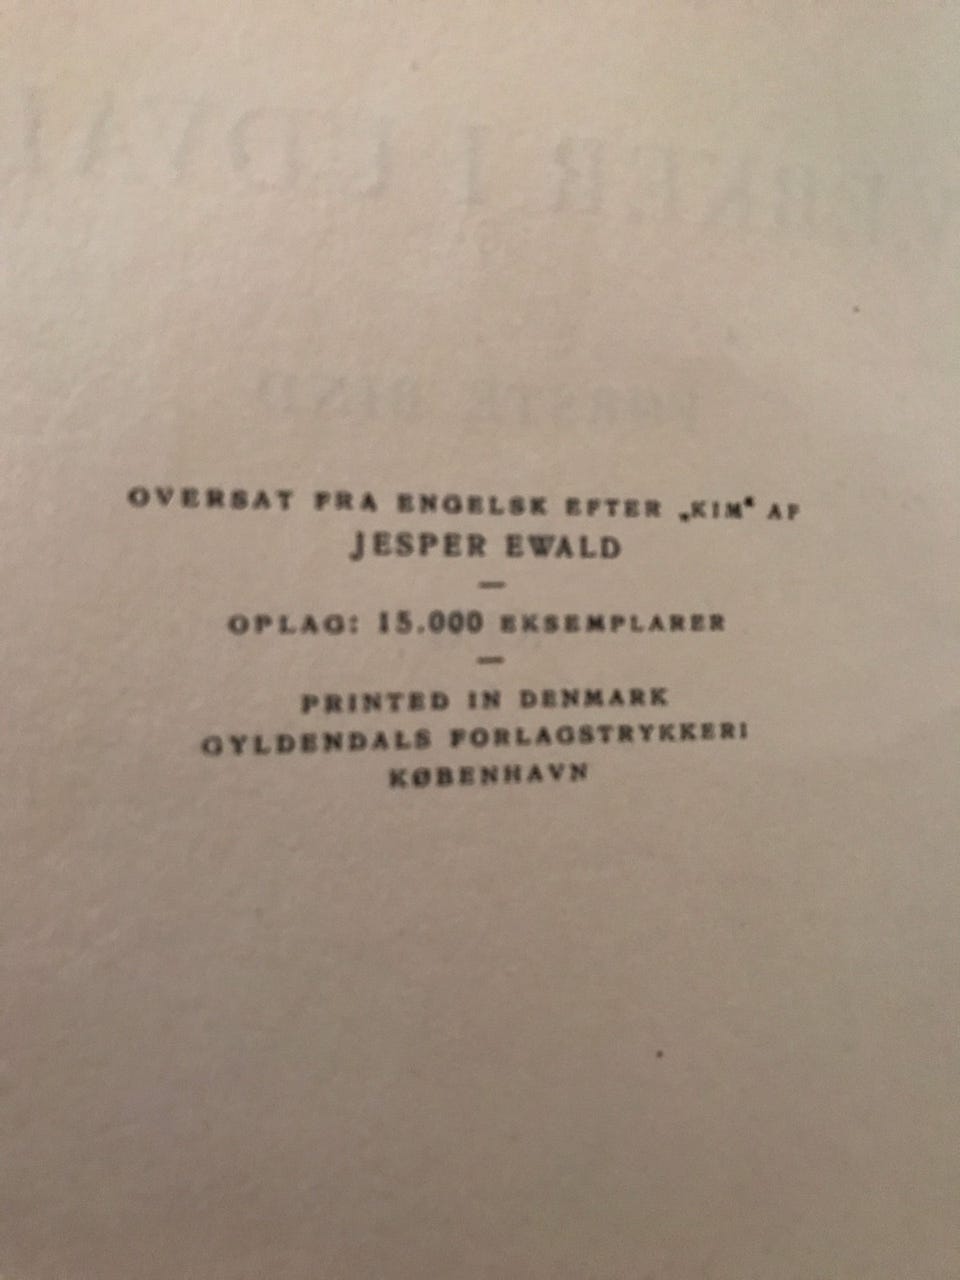 OVERSAT FRA ENGELSK EFTER „KIM“ AF
JESPER EWALD
OPLAG: 15.000 EKSEMPLARER
PRINTED IN DENMARK
GYLDENDALS FORLAGSTRYKKERI
KØBENHAVN